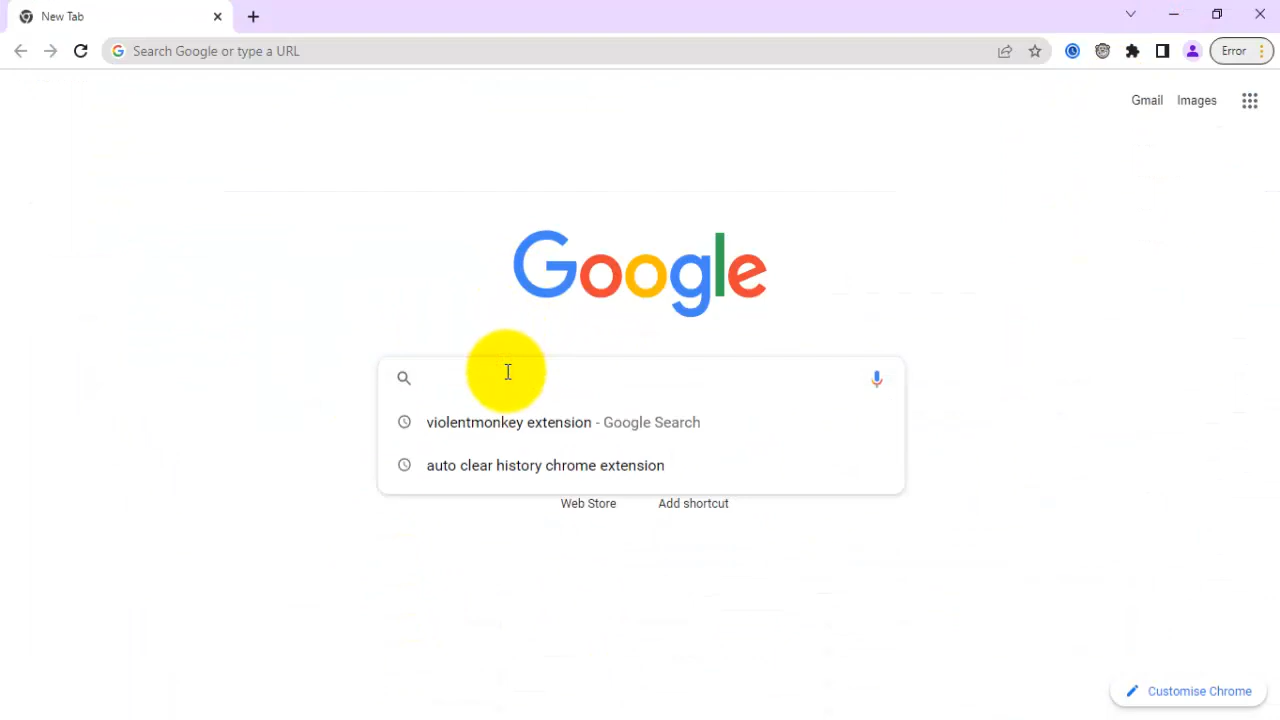 New Tab
Search Google or type a URL
Error
Gmail Images
Google
violentmonkey extension - Google Search
auto clear history chrome extension
Web Store Add shortcut
Customise Chrome